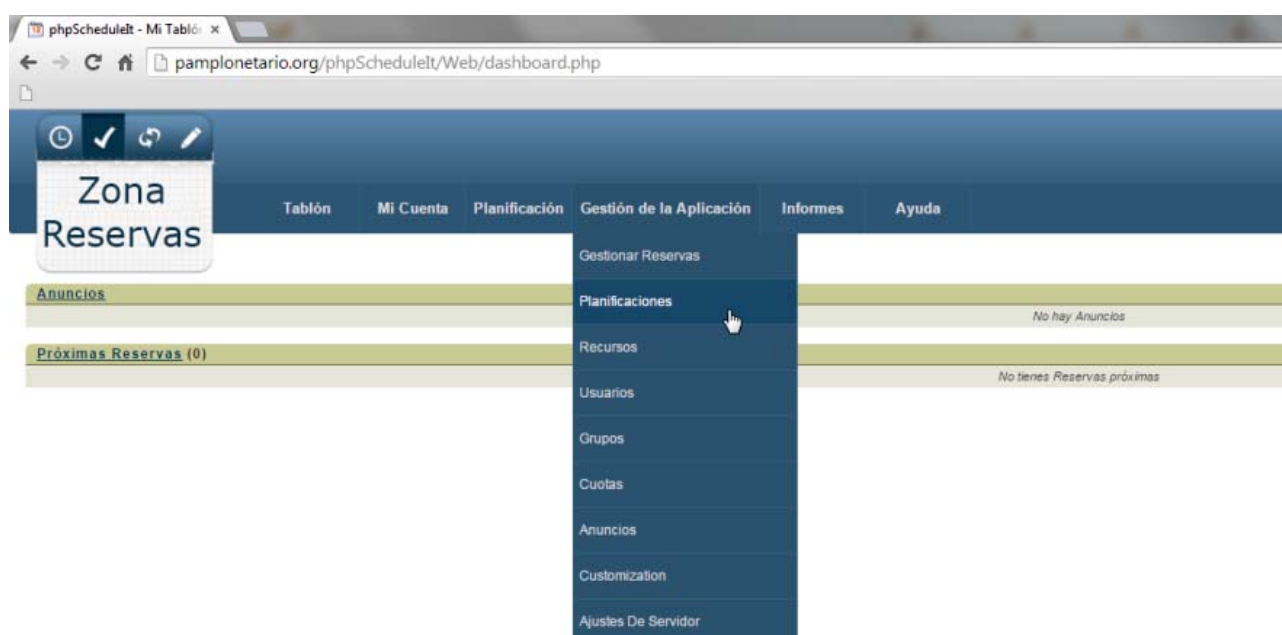 phpScheduleIt - Mi Tabló
pamplonetario.org/phpScheduleIt/Web/dashboard.php
Zona
Reservas
Tablón Mi Cuenta Planificación Gestión de la Aplicación Informes Ayuda
Gestionar Reservas
Anuncios
Planificaciones
No hay Anuncios
Recursos
Próximas Reservas (0)
No tienes Reservas próximas
Usuarios
Grupos
Cuotas
Anuncios
Customization
Ajustes De Servidor